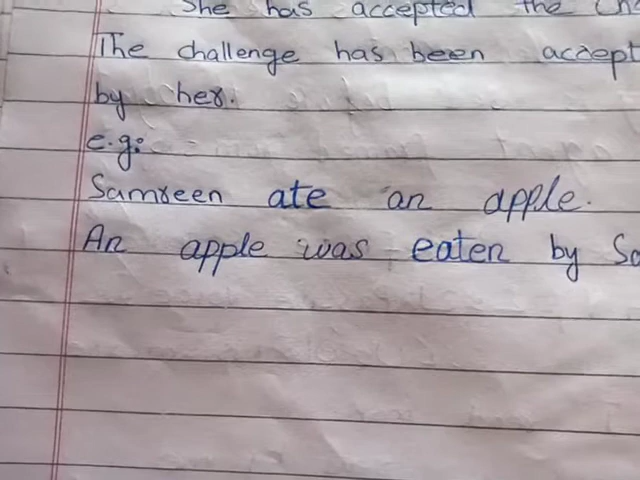 She has accepted the
The challenge has been accept
by her.
e.g:
Samreen ate an apple.
An apple was eaten by Sa